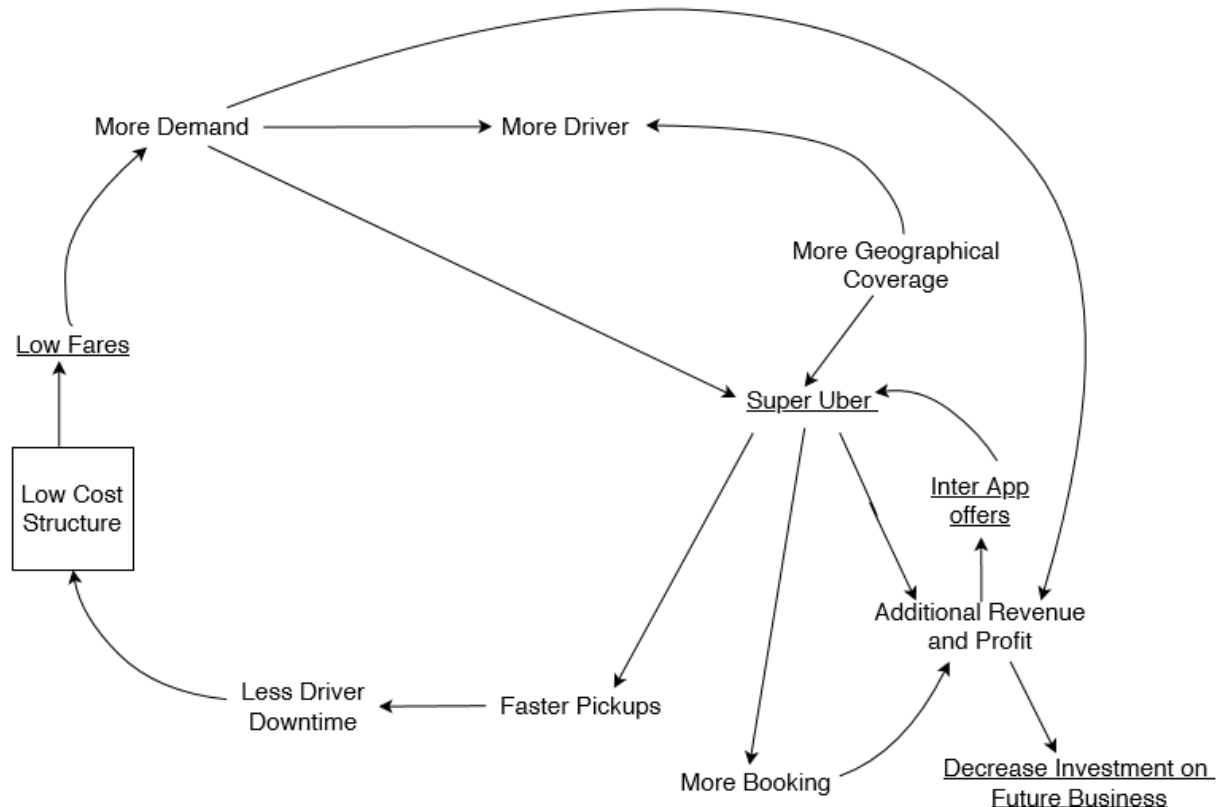 More Demand
More Driver
More Geographical
Coverage
Low Fares
Super Uber
Low Cost
Structure
Inter App
offers
Additional Revenue
and Profit
Less Driver
Downtime
Faster Pickups
More Booking
Decrease Investment on
Future Business